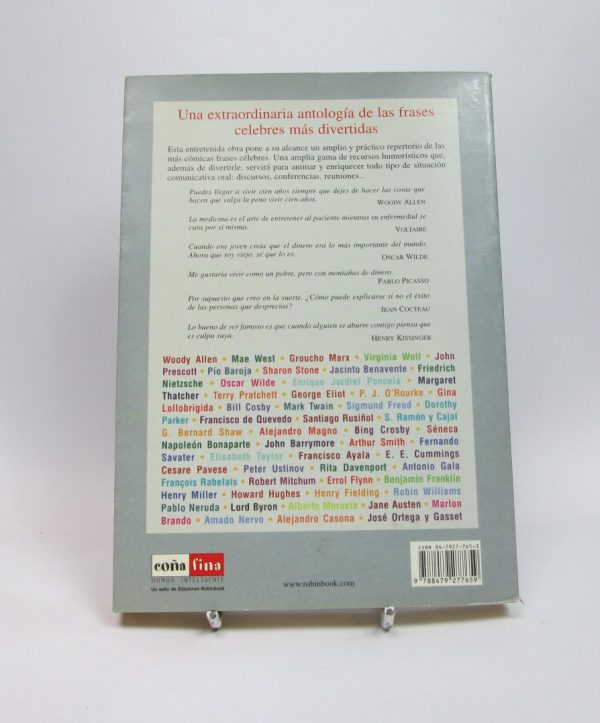 Una extraordinaria antología de las frases
celebres más divertidas
Esta entretenida obra pone a su alcance un amplio y práctico repertorio de las
más cómicas frases célebres. Una amplia gama de recursos humorísticos que,
además de divertirle, servirá para animar y enriquecer todo tipo de situación
comunicativa oral: discursos, conferencias, reuniones...
Puedes llegar a vivir cien años siempre que dejes de hacer las cosas que
hacen que valga la pena vivir cien años.
WOODY ALLEN
La medicina es el arte de entretener al paciente mientras su enfermedad se
cura por sí misma.
VOLTAIRE
Cuando era joven creía que el dinero era lo más importante del mundo.
Ahora que soy viejo, sé que lo es.
OSCAR WILDE
Me gustaría vivir como un pobre, pero con montañas de dinero.
PABLO PICASSO
Por supuesto que creo en la suerte. ¿Cómo puede explicarse si no el éxito
de las personas que desprecias?
JEAN COCTEAU
Lo bueno de ser famoso es que cuando alguien se aburre contigo piensa que
es culpa suya.
HENRY KISSINGER
Woody Allen • Mae West • Groucho Marx • Virginia Wolf • John
Prescott • Pío Baroja • Sharon Stone • Jacinto Benavente • Friedrich
Nietzsche • Oscar Wilde • Enrique Jardiel Poncela • Margaret
Thatcher • Terry Pratchett • George Eliot • P. J. O'Rourke • Gina
Lollobrigida • Bill Cosby • Mark Twain • Sigmund Freud • Dorothy
Parker • Francisco de Quevedo • Santiago Rusiñol • S. Ramón y Cajal
G. Bernard Shaw • Alejandro Magno • Bing Crosby • Séneca
Napoleón Bonaparte • John Barrymore • Arthur Smith • Fernando
Savater • Elisabeth Taylor • Francisco Ayala • E. E. Cummings
Cesare Pavese • Peter Ustinov • Rita Davenport • Antonio Gala
François Rabelais • Robert Mitchum • Errol Flynn • Benjamin Franklin
Henry Miller • Howard Hughes • Henry Fielding • Robin Williams
Pablo Neruda • Lord Byron • Alberto Moravia • Jane Austen • Marlon
Brando • Amado Nervo • Alejandro Casona • José Ortega y Gasset
coña fina
HUMOR INTELIGENTE
Un sello de Ediciones Robinbook
www.robinbook.com
ISBN 84-7927-765-3
9 788479 277659